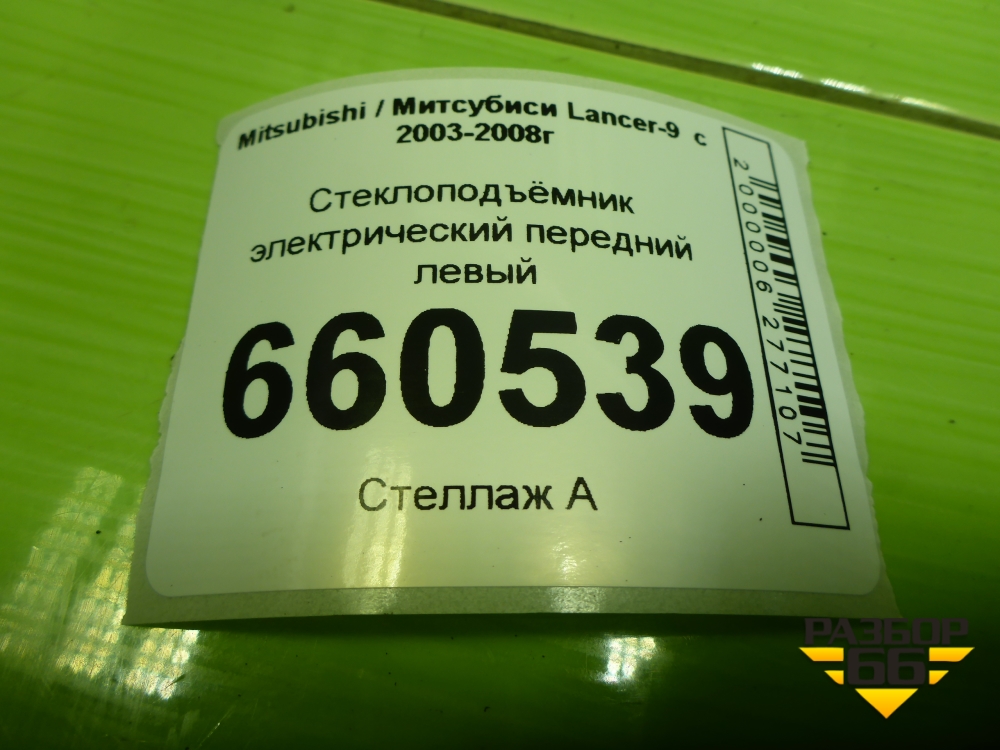 Mitsubishi / Митсубиси Lancer-9 с
2003-2008г
Стеклоподъёмник
электрический передний
левый
660539
Стеллаж А
2000006277107
РАЗБОР
66